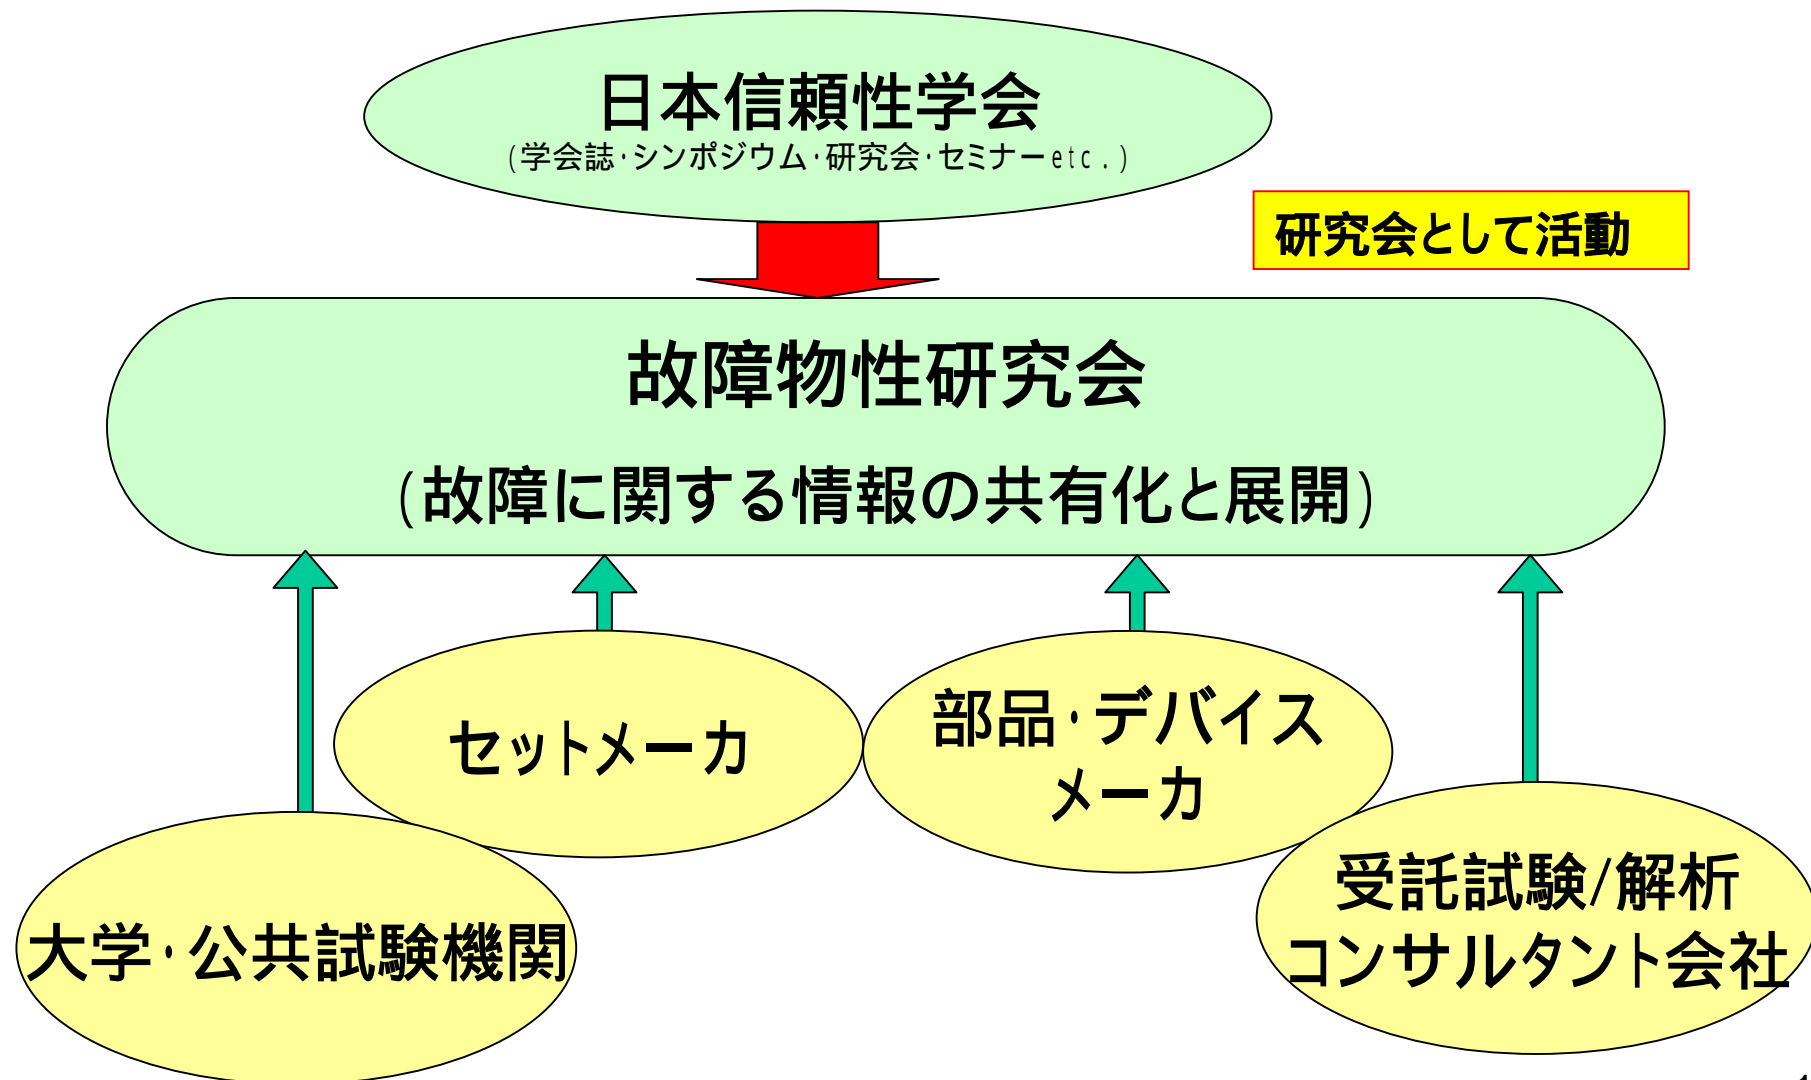 日本信頼性学会
(学会誌・シンポジウム・研究会・セミナーetc.)
研究会として活動
故障物性研究会
(故障に関する情報の共有化と展開)
セットメーカ
部品・デバイス
メーカ
大学・公共試験機関
受託試験/解析
コンサルタント会社